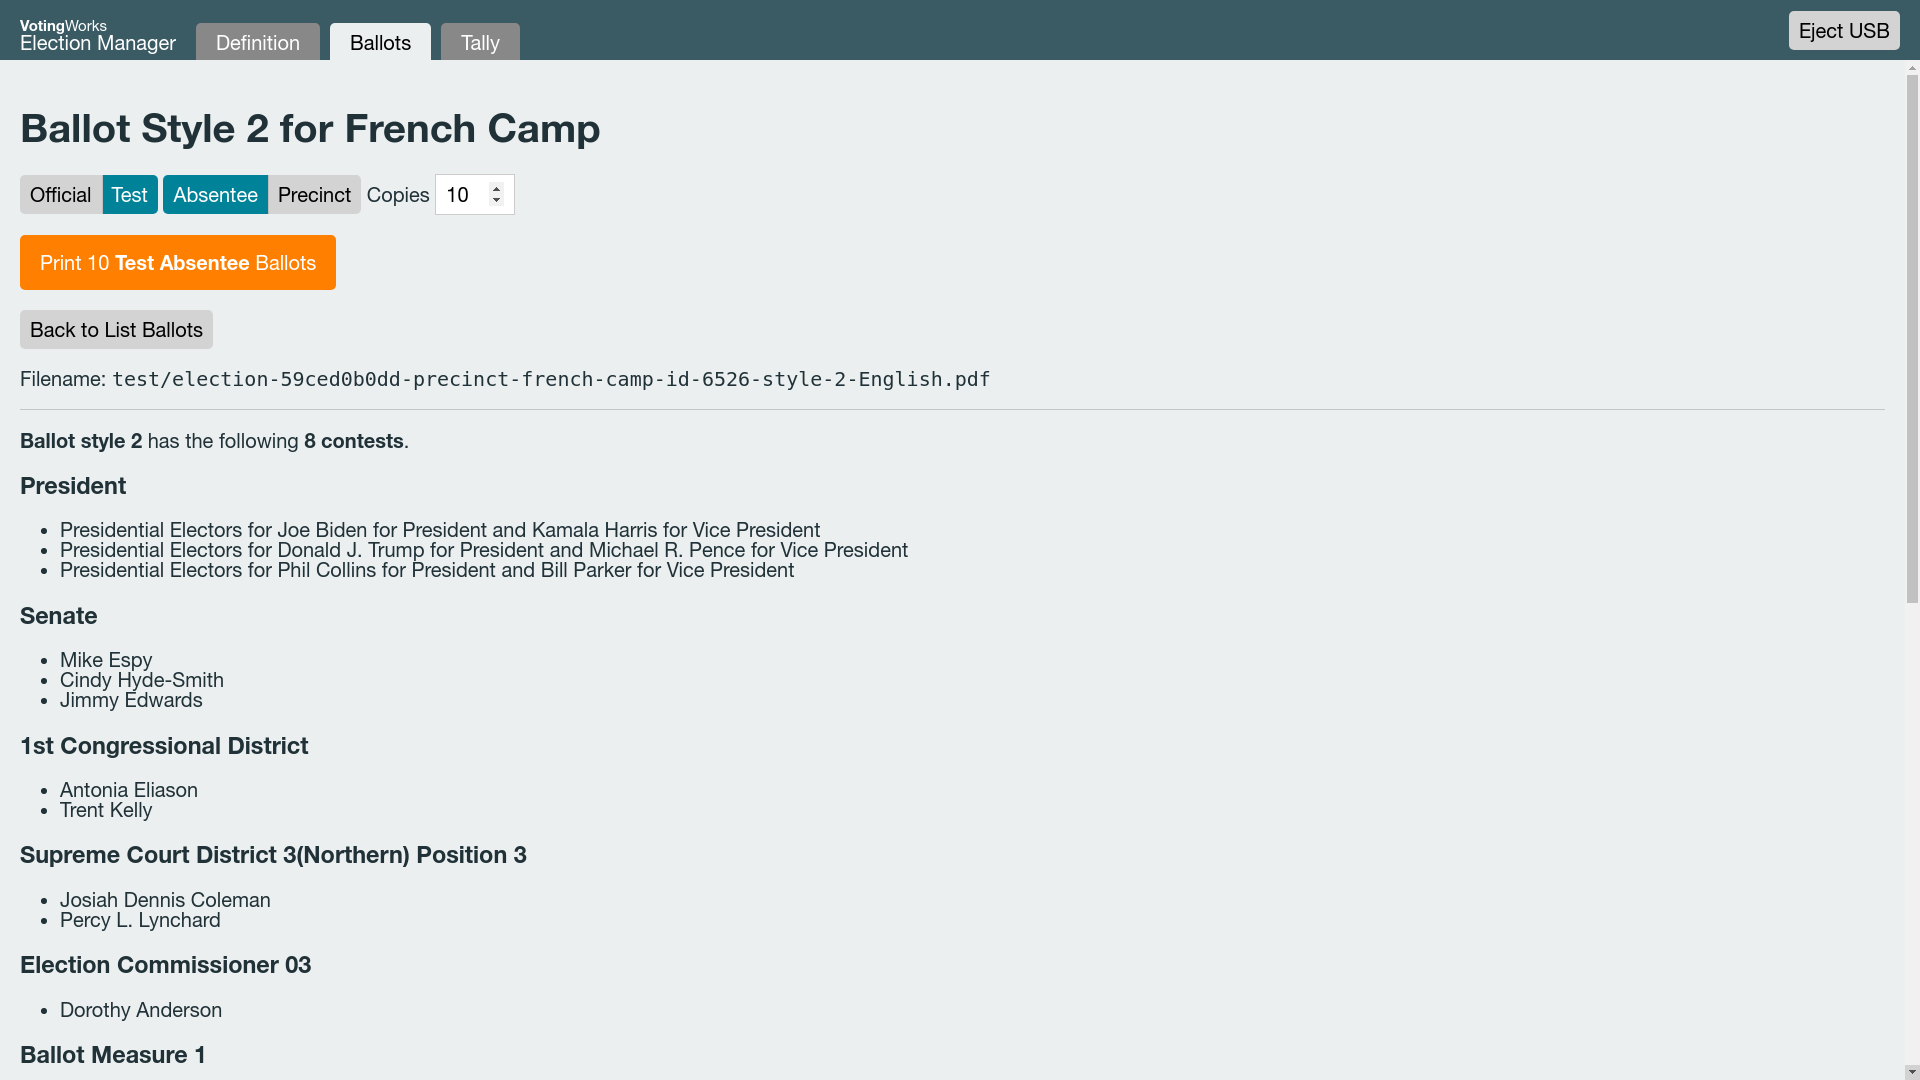 VotingWorks
Election Manager
Definition
Ballots
Tally
Eject USB
Ballot Style 2 for French Camp
Official Test Absentee Precinct Copies 10
Print 10 Test Absentee Ballots
Back to List Ballots
Filename: test/election-59ced0b0dd-precinct-french-camp-id-6526-style-2-English.pdf
Ballot style 2 has the following 8 contests.
President
Presidential Electors for Joe Biden for President and Kamala Harris for Vice President
Presidential Electors for Donald J. Trump for President and Michael R. Pence for Vice President
Presidential Electors for Phil Collins for President and Bill Parker for Vice President
Senate
Mike Espy
Cindy Hyde-Smith
Jimmy Edwards
1st Congressional District
Antonia Eliason
Trent Kelly
Supreme Court District 3(Northern) Position 3
Josiah Dennis Coleman
Percy L. Lynchard
Election Commissioner 03
Dorothy Anderson
Ballot Measure 1